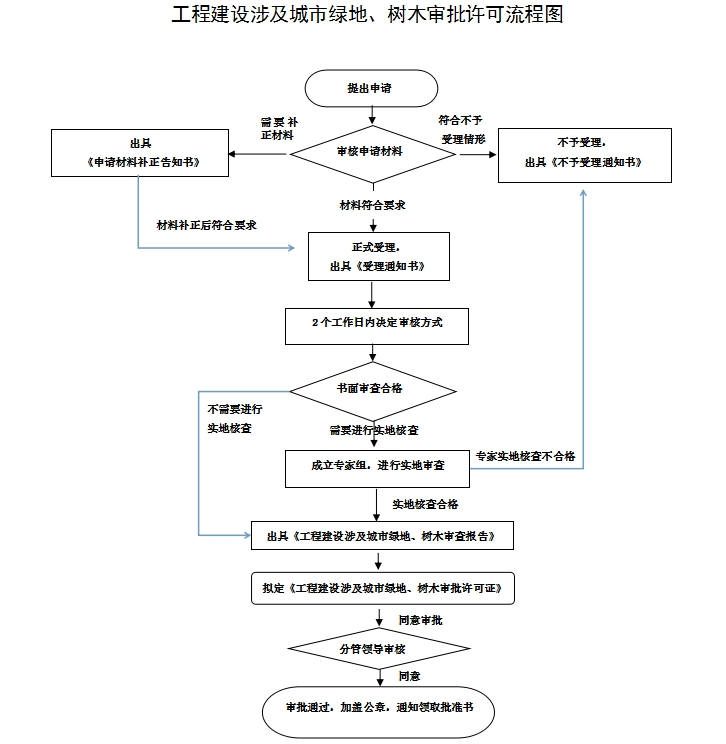 工程建设涉及城市绿地、树木审批许可流程图
提出申请
需要 补
正材料
符合不予
受理情形
出具
《申请材料补正告知书》
审核申请材料
不予受理，
出具《不予受理通知书》
材料符合要求
材料补正后符合要求
正式受理，
出具《受理通知书》
2 个工作日内决定审核方式
书面审查合格
不需要进行
实地核查
需要进行实地核查
成立专家组，进行实地审查
专家实地核查不合格
实地核查合格
出具《工程建设涉及城市绿地、树木审查报告》
拟定《工程建设涉及城市绿地、树木审批许可证》
同意审批
分管领导审核
同意
审批通过，加盖公章，通知领取批准书